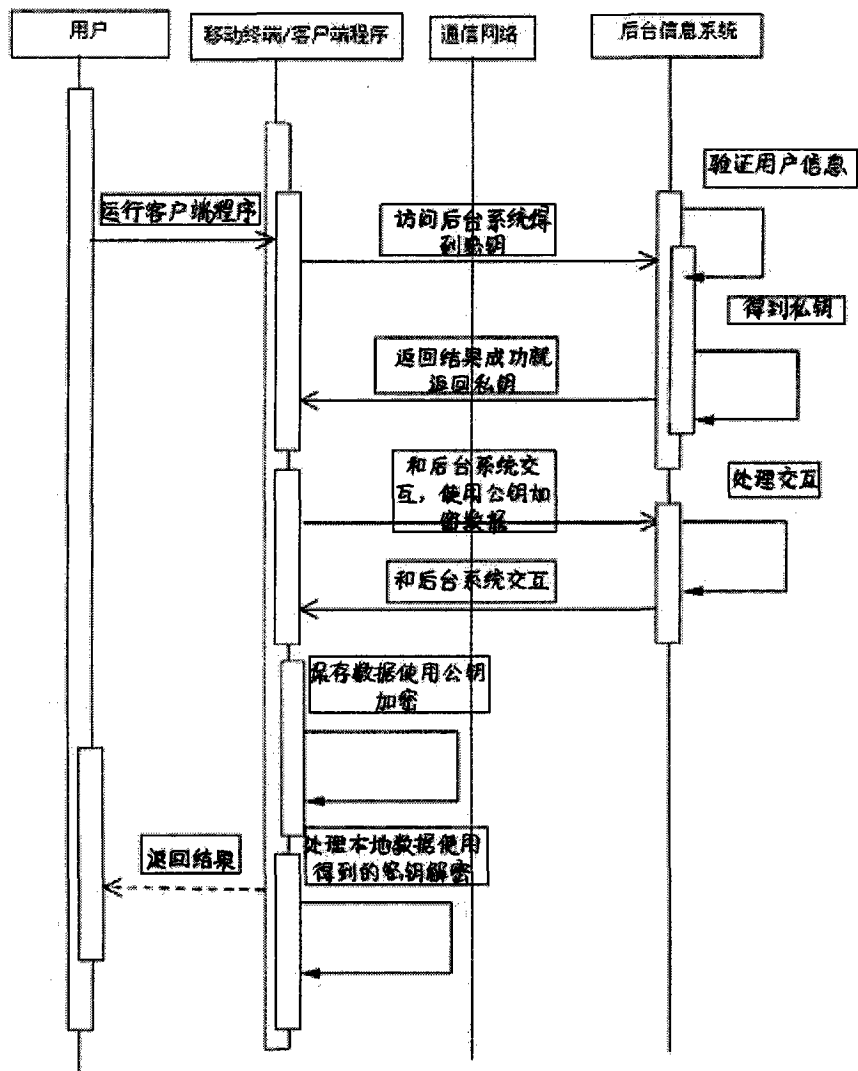 用户
移动终端/客户端程序
通信网络
后台信息系统
验证用户信息
运行客户端程序
访问后台系统得
到密钥
得到私钥
返回结果成功就
返回私钥
和后台系统交
互，使用公钥加
密数据
处理交互
和后台系统交互
保存数据使用公钥
加密
处理本地数据使用
得到的密钥解密
返回结果